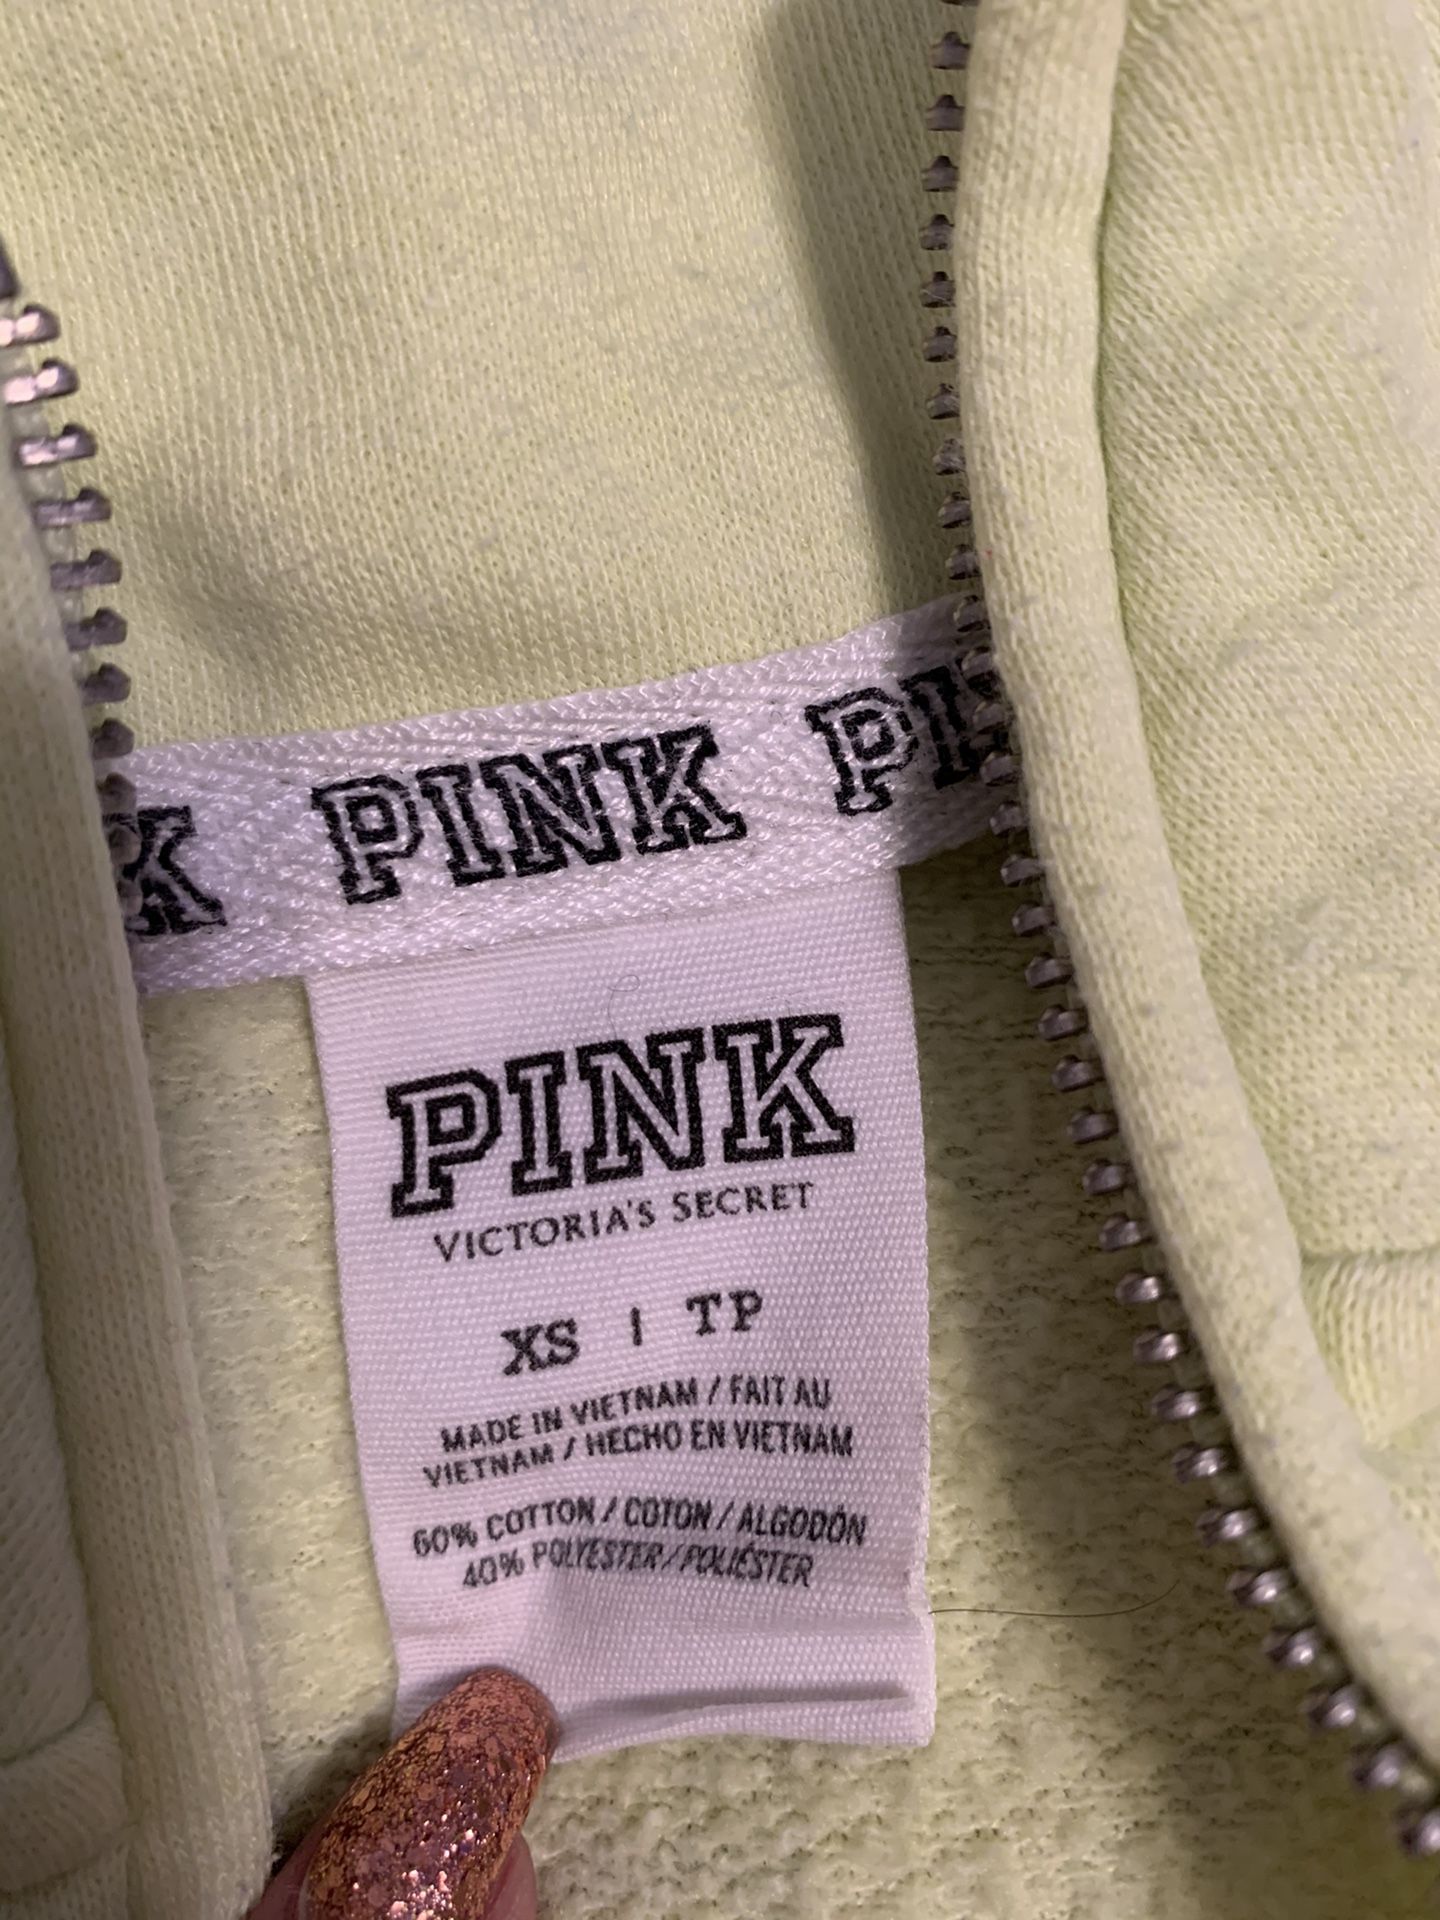 K PINK PI
PINK
VICTORIA'S SECRET
XS | TP
MADE IN VIETNAM / FAIT AU
VIETNAM / HECHO EN VIETNAM
60% COTTON / COTON / ALGODÓN
40% POLYESTER / POLIÉSTER